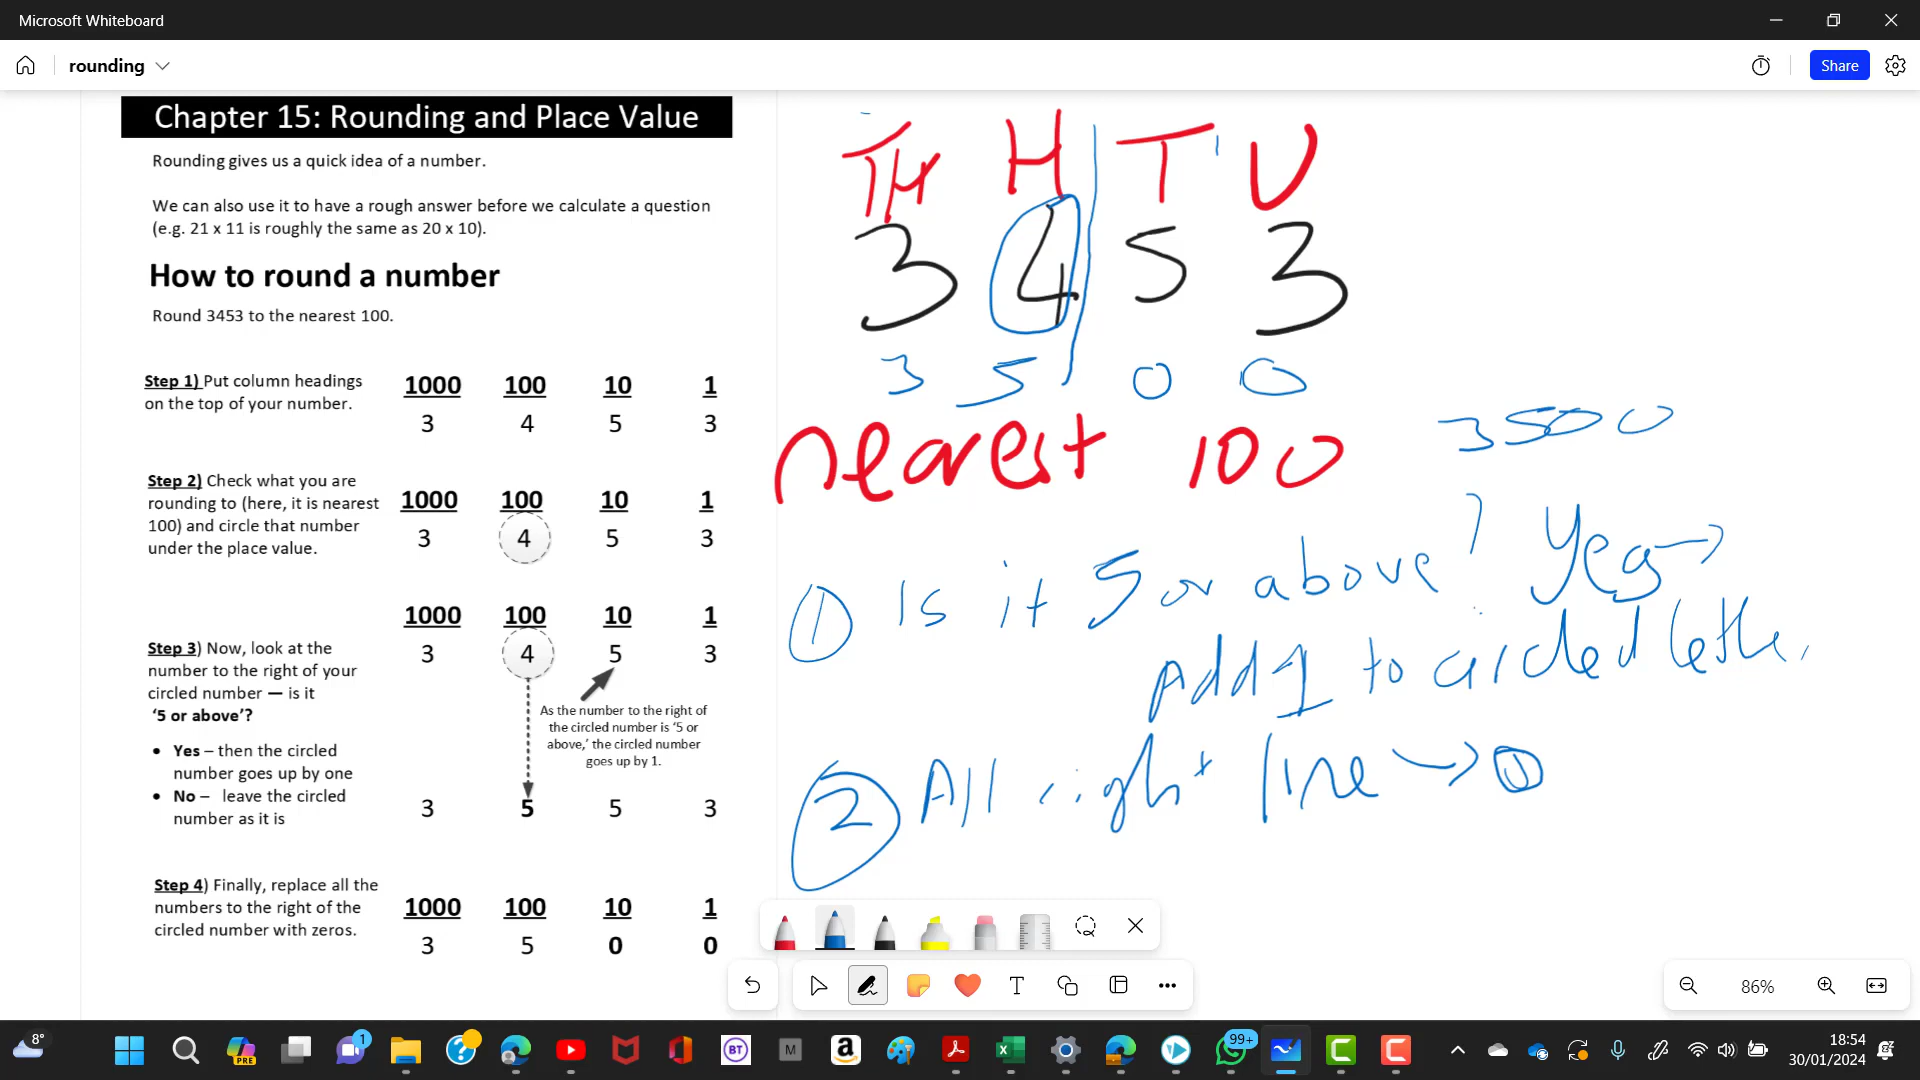 Microsoft Whiteboard
rounding
Share
Chapter 15: Rounding and Place Value
Rounding gives us a quick idea of a number.
We can also use it to have a rough answer before we calculate a question
(e.g. 21 x 11 is roughly the same as 20 x 10).
How to round a number
Round 3453 to the nearest 100.
Step 1) Put column headings
on the top of your number.
1000 100 10 1
3 4 5 3
Step 2) Check what you are
rounding to (here, it is nearest
100) and circle that number
under the place value.
1000 100 10 1
3 4 5 3
1000 100 10 1
3 4 5 3
Step 3) Now, look at the
number to the right of your
circled number — is it
‘5 or above’?
• Yes – then the circled
number goes up by one
• No – leave the circled
number as it is
As the number to the right of
the circled number is ‘5 or
above,’ the circled number
goes up by 1.
3 5 5 3
Step 4) Finally, replace all the
numbers to the right of the
circled number with zeros.
1000 100 10 1
3 5 0 0
TH H T U
3 4 5 3
3 5 0 0
nearest 100
3500
1 Is it 5 or above? Yes →
Add 1 to circled
2 All right line → 0
86%
8°
PRE
1
BT
M
a
99+
18:54
30/01/2024